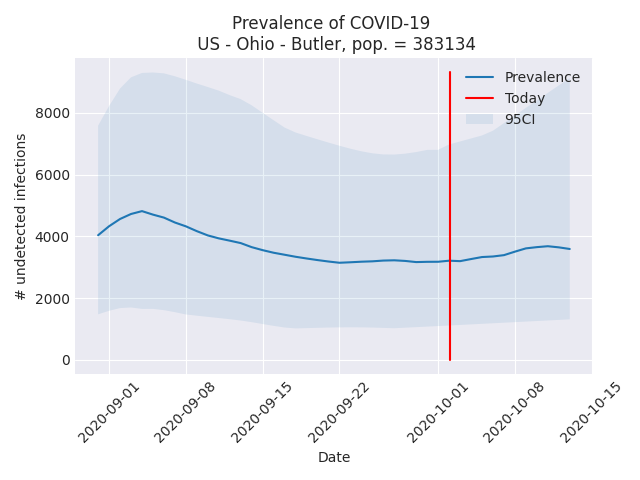 Prevalence of COVID-19
US - Ohio - Butler, pop. = 383134
Prevalence
Today
95CI
# undetected infections
8000
6000
4000
2000
0
2020-09-01
2020-09-08
2020-09-15
2020-09-22
2020-10-01
2020-10-08
2020-10-15
Date